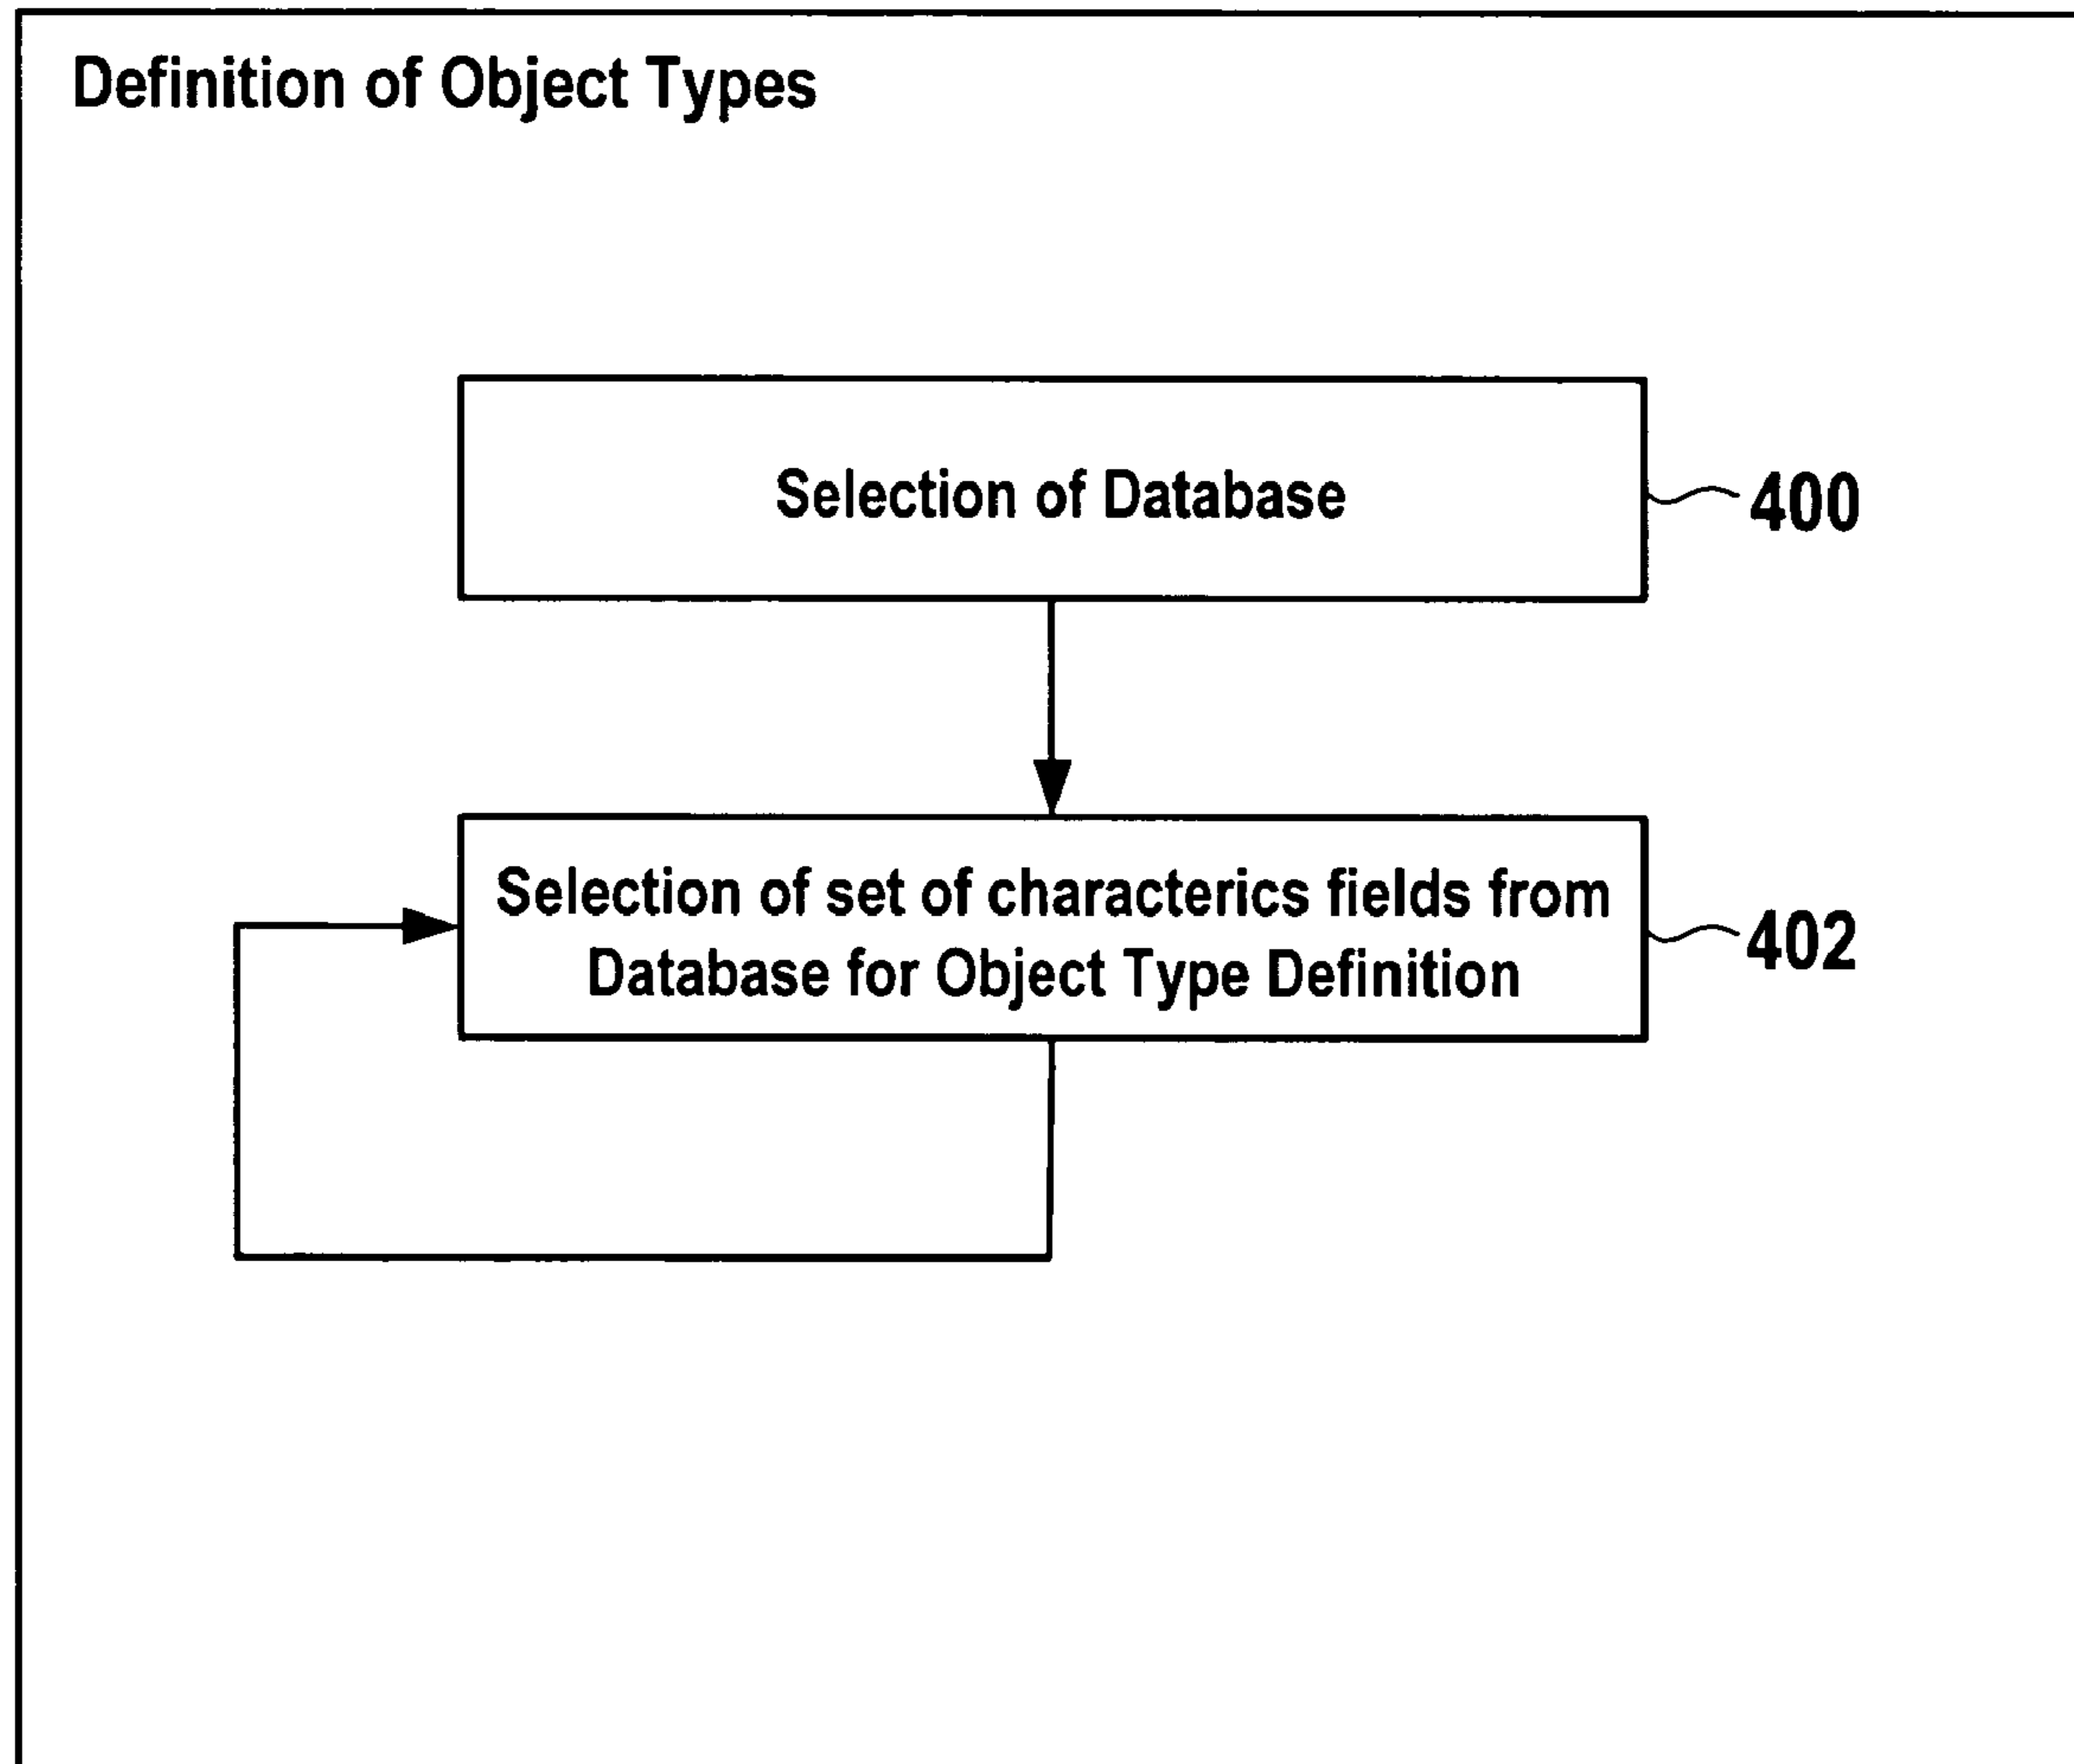 Definition of Object Types
Selection of Database
400
Selection of set of characterics fields from
Database for Object Type Definition
402